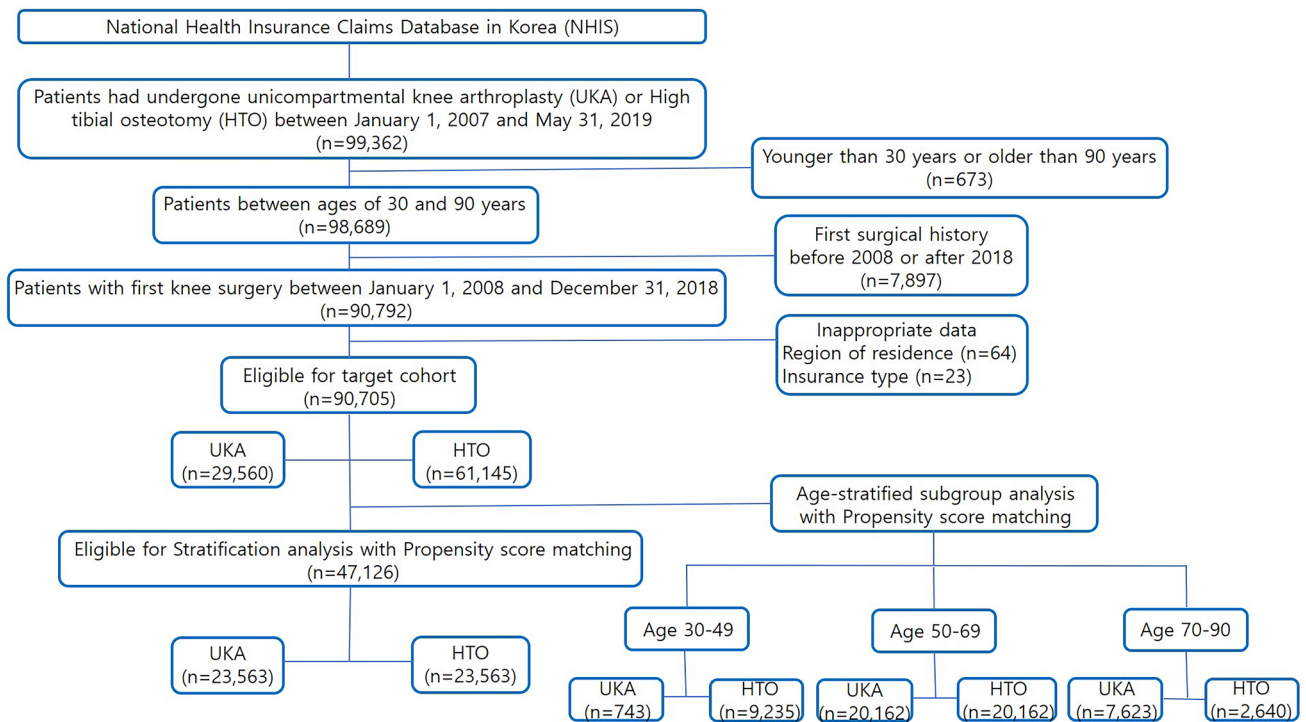 National Health Insurance Claims Database in Korea (NHIS)
Patients had undergone unicompartmental knee arthroplasty (UKA) or High
tibial osteotomy (HTO) between January 1, 2007 and May 31, 2019
(n=99,362)
Younger than 30 years or older than 90 years
(n=673)
Patients between ages of 30 and 90 years
(n=98,689)
First surgical history
before 2008 or after 2018
(n=7,897)
Patients with first knee surgery between January 1, 2008 and December 31, 2018
(n=90,792)
Inappropriate data
Region of residence (n=64)
Insurance type (n=23)
Eligible for target cohort
(n=90,705)
UKA
(n=29,560)
HTO
(n=61,145)
Age-stratified subgroup analysis
with Propensity score matching
Eligible for Stratification analysis with Propensity score matching
(n=47,126)
UKA
(n=23,563)
HTO
(n=23,563)
Age 30-49
Age 50-69
Age 70-90
UKA
(n=743)
HTO
(n=9,235)
UKA
(n=20,162)
HTO
(n=20,162)
UKA
(n=7,623)
HTO
(n=2,640)